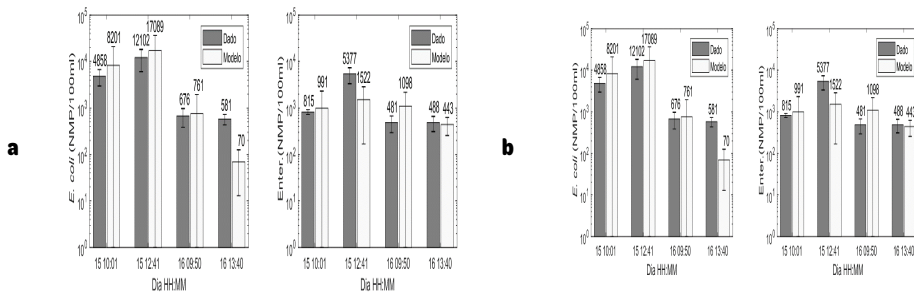 a
E. coli (NMP/100ml)
10^5
10^4
10^3
10^2
10^1
10^0
4858
8201
12102
17089
676
761
581
70
Dado
Modelo
15 10:01 15 12:41 16 09:50 16 13:40
Dia HH:MM
Enter.(NMP/100ml)
10^5
10^4
10^3
10^2
10^1
10^0
815
991
5377
1522
481
1098
488
443
Dado
Modelo
15 10:01 15 12:41 16 09:50 16 13:40
Dia HH:MM
b
E. coli (NMP/100ml)
10^5
10^4
10^3
10^2
10^1
10^0
4858
8201
12102
17089
676
761
581
70
Dado
Modelo
15 10:01 15 12:41 16 09:50 16 13:40
Dia HH:MM
Enter.(NMP/100ml)
10^5
10^4
10^3
10^2
10^1
10^0
815
991
5377
1522
481
1098
488
443
Dado
Modelo
15 10:01 15 12:41 16 09:50 16 13:40
Dia HH:MM